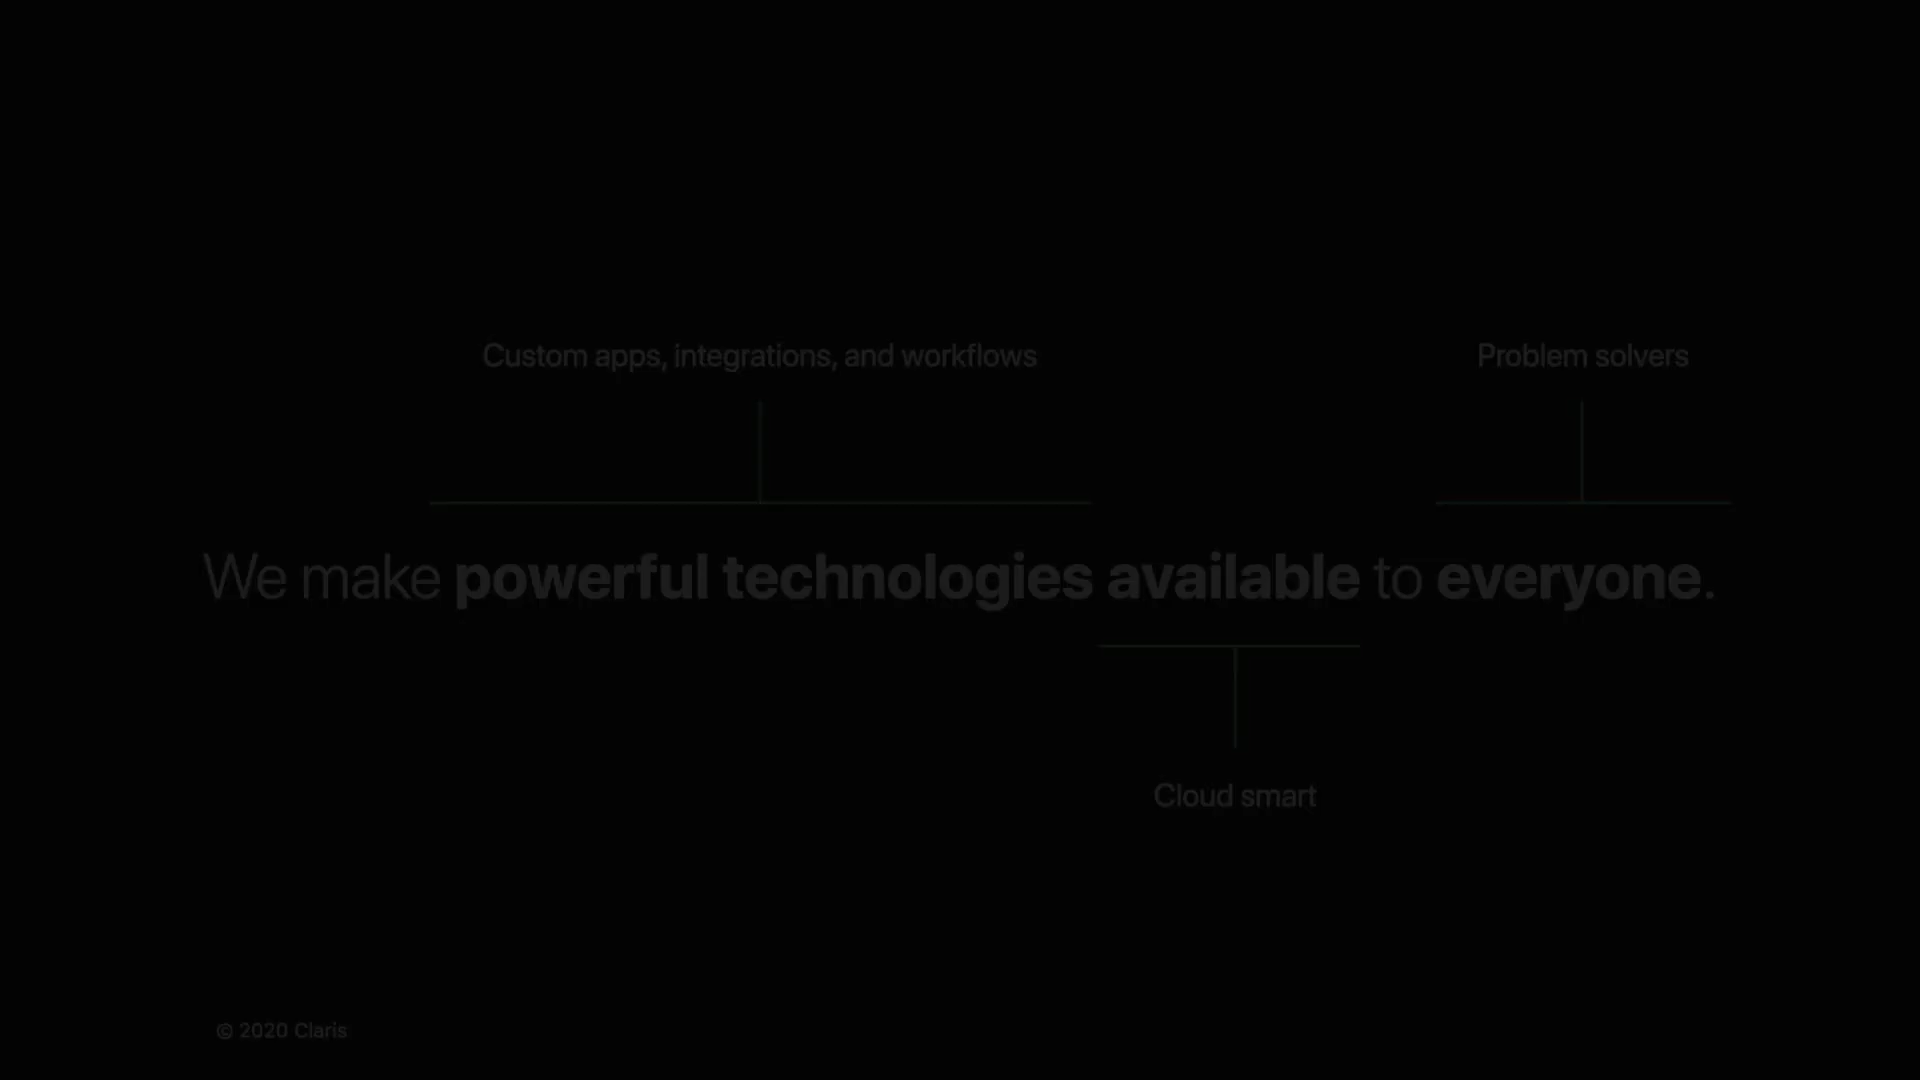 Custom apps, integrations, and workflows
Problem solvers
We make powerful technologies available to everyone.
Cloud smart
© 2020 Claris